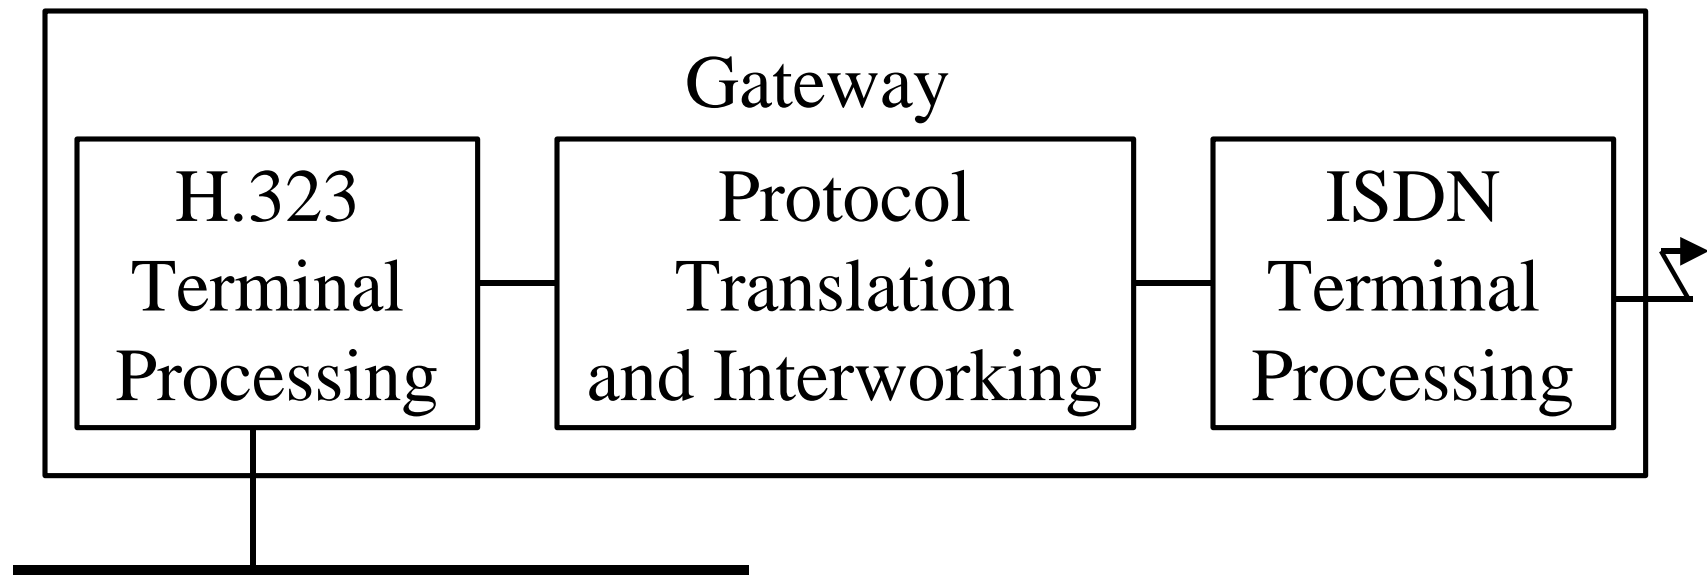 Gateway
H.323
Terminal
Processing
Protocol
Translation
and Interworking
ISDN
Terminal
Processing